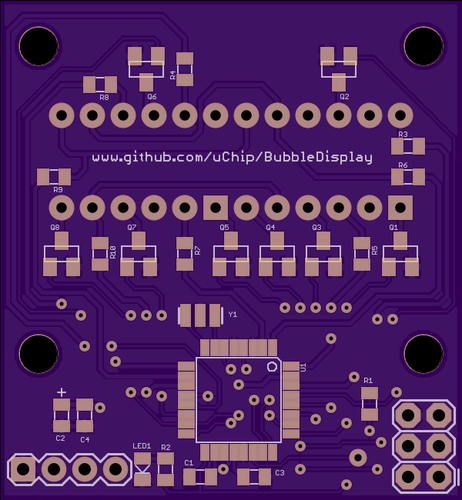 R4
R8
Q6
Q2
R3
www.github.com/uChip/BubbleDisplay
R6
R9
Q8
Q7
Q5
Q4
Q3
Q1
R10
R7
R5
Y1
U1
R1
+
C2
C4
LED1
R2
C1
C3